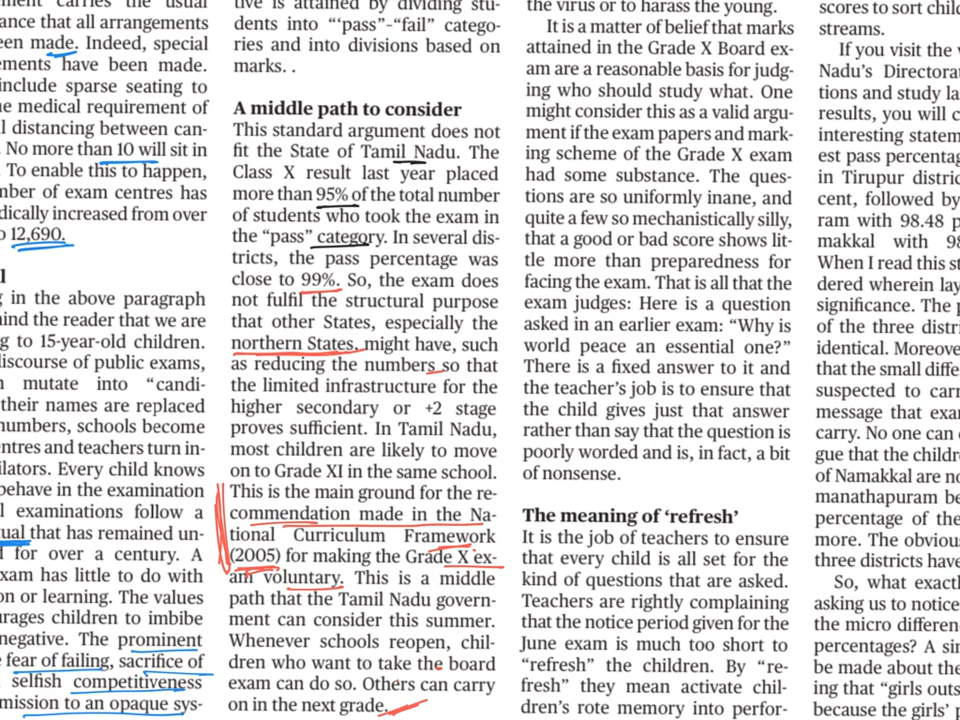 ment carries the usual
ance that all arrangements
een made. Indeed, special
ements have been made.
include sparse seating to
e medical requirement of
l distancing between can-
. No more than 10 will sit in
. To enable this to happen,
nber of exam centres has
dically increased from over
o 12,690.
l
g in the above paragraph
ind the reader that we are
g to 15-year-old children.
discourse of public exams,
n mutate into "candi-
their names are replaced
numbers, schools become
entres and teachers turn in-
ilators. Every child knows
behave in the examination
l examinations follow a
ual that has remained un-
d for over a century. A
xam has little to do with
on or learning. The values
urages children to imbibe
negative. The prominent
e fear of failing, sacrifice of
selfish competitiveness
mission to an opaque sys-
tive is attained by dividing stu-
dents into "'pass"-"fail" catego-
ries and into divisions based on
marks. .
A middle path to consider
This standard argument does not
fit the State of Tamil Nadu. The
Class X result last year placed
more than 95% of the total number
of students who took the exam in
the "pass" category. In several dis-
tricts, the pass percentage was
close to 99%. So, the exam does
not fulfil the structural purpose
that other States, especially the
northern States, might have, such
as reducing the numbers so that
the limited infrastructure for the
higher secondary or +2 stage
proves sufficient. In Tamil Nadu,
most children are likely to move
on to Grade XI in the same school.
This is the main ground for the re-
commendation made in the Na-
tional Curriculum Framework
(2005) for making the Grade X ex-
am voluntary. This is a middle
path that the Tamil Nadu govern-
ment can consider this summer.
Whenever schools reopen, chil-
dren who want to take the board
exam can do so. Others can carry
on in the next grade.
the virus or to harass the young.
It is a matter of belief that marks
attained in the Grade X Board ex-
am are a reasonable basis for judg-
ing who should study what. One
might consider this as a valid argu-
ment if the exam papers and mark-
ing scheme of the Grade X exam
had some substance. The ques-
tions are so uniformly inane, and
quite a few so mechanistically silly,
that a good or bad score shows lit-
tle more than preparedness for
facing the exam. That is all that the
exam judges: Here is a question
asked in an earlier exam: "Why is
world peace an essential one?"
There is a fixed answer to it and
the teacher's job is to ensure that
the child gives just that answer
rather than say that the question is
poorly worded and is, in fact, a bit
of nonsense.
The meaning of 'refresh'
It is the job of teachers to ensure
that every child is all set for the
kind of questions that are asked.
Teachers are rightly complaining
that the notice period given for the
June exam is much too short to
"refresh" the children. By "re-
fresh" they mean activate chil-
dren's rote memory into perfor-
scores to sort chil
streams.
If you visit the
Nadu's Directora
tions and study la
results, you will c
interesting statem
est pass percentag
in Tirupur distric
cent, followed by
ram with 98.48 p
makkal with 98
When I read this st
dered wherein lay
significance. The p
of the three distri
identical. Moreove
that the small diffe
suspected to carr
message that exa
carry. No one can
gue that the childr
of Namakkal are no
manathapuram be
percentage of the
more. The obviou
three districts have
So, what exactl
asking us to notice
the micro differen
percentages? A sin
be made about the
ing that "girls outs
because the girls' p